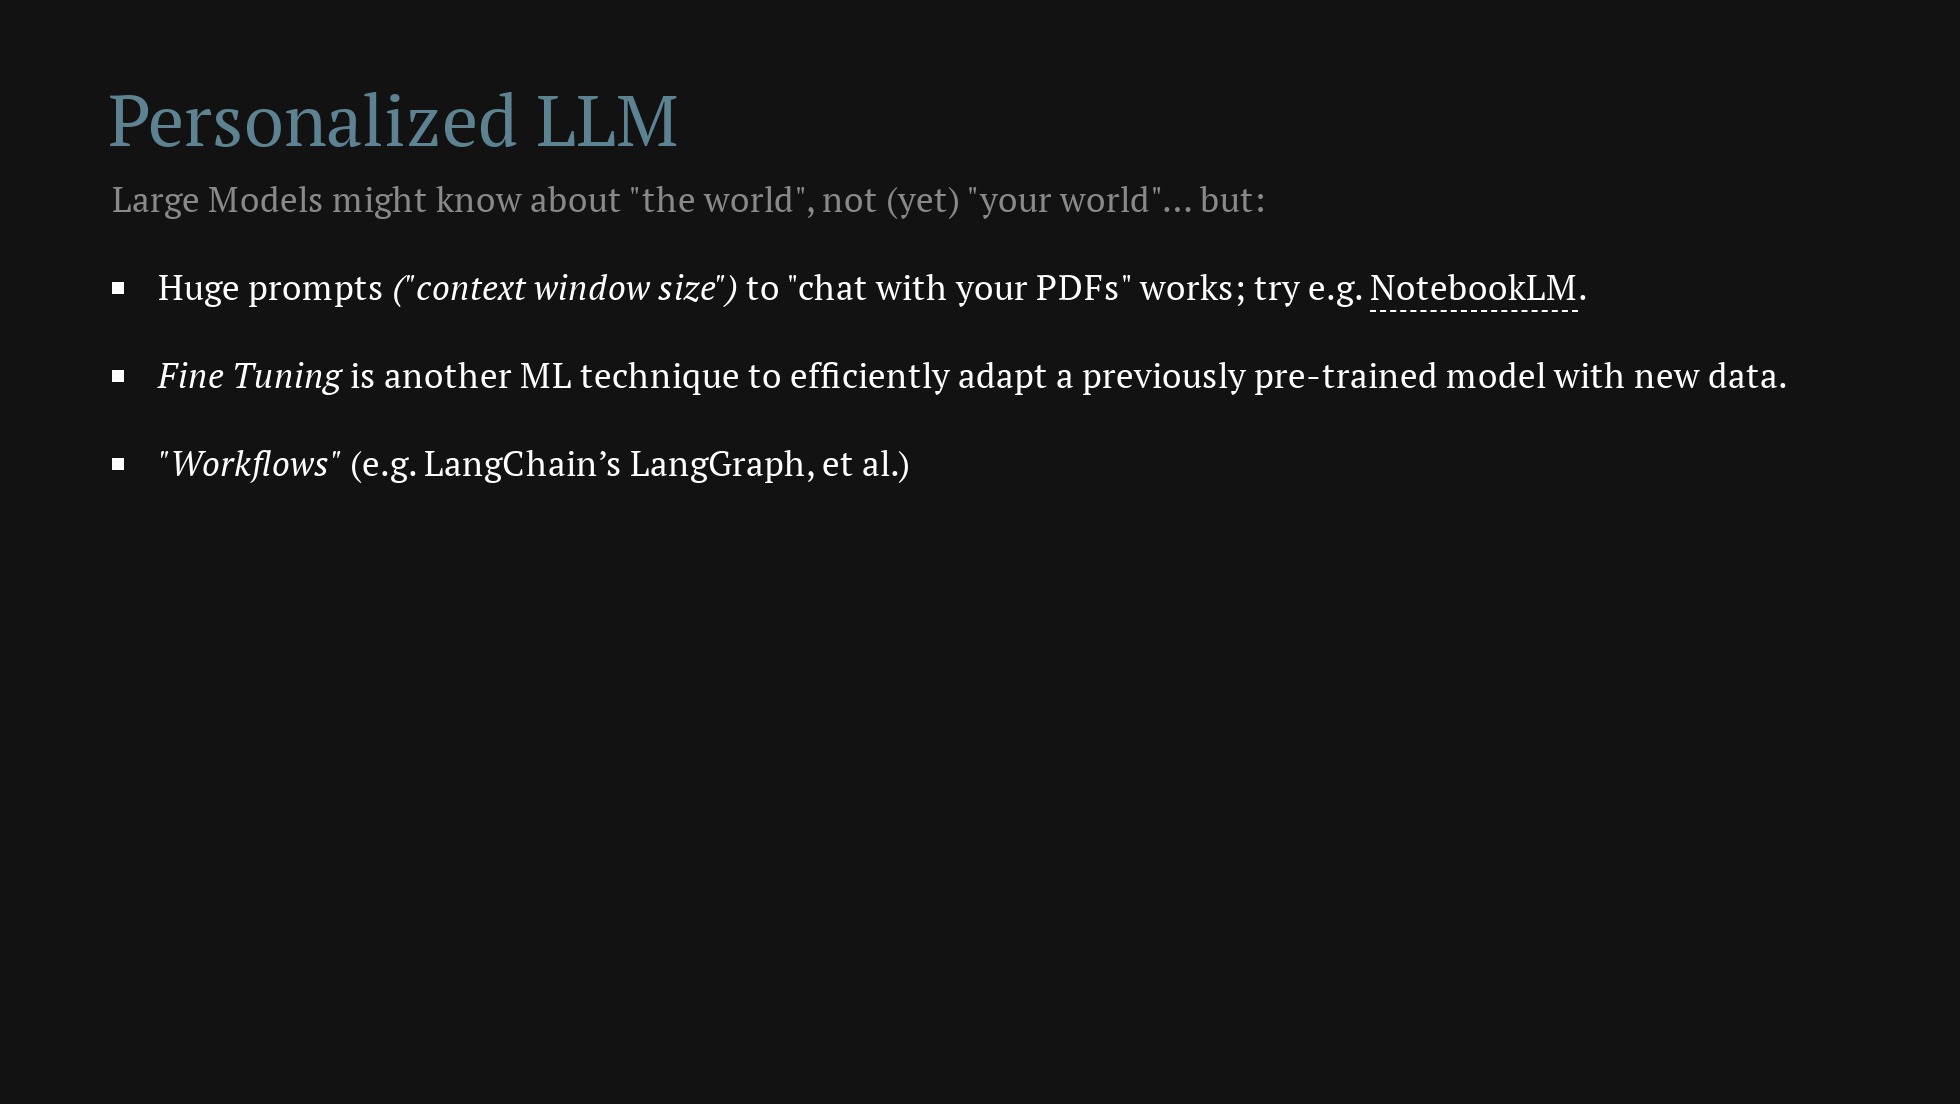 Personalized LLM
Large Models might know about "the world", not (yet) "your world"… but:
Huge prompts ("context window size") to "chat with your PDFs" works; try e.g. NotebookLM.
Fine Tuning is another ML technique to efficiently adapt a previously pre-trained model with new data.
"Workflows" (e.g. LangChain’s LangGraph, et al.)